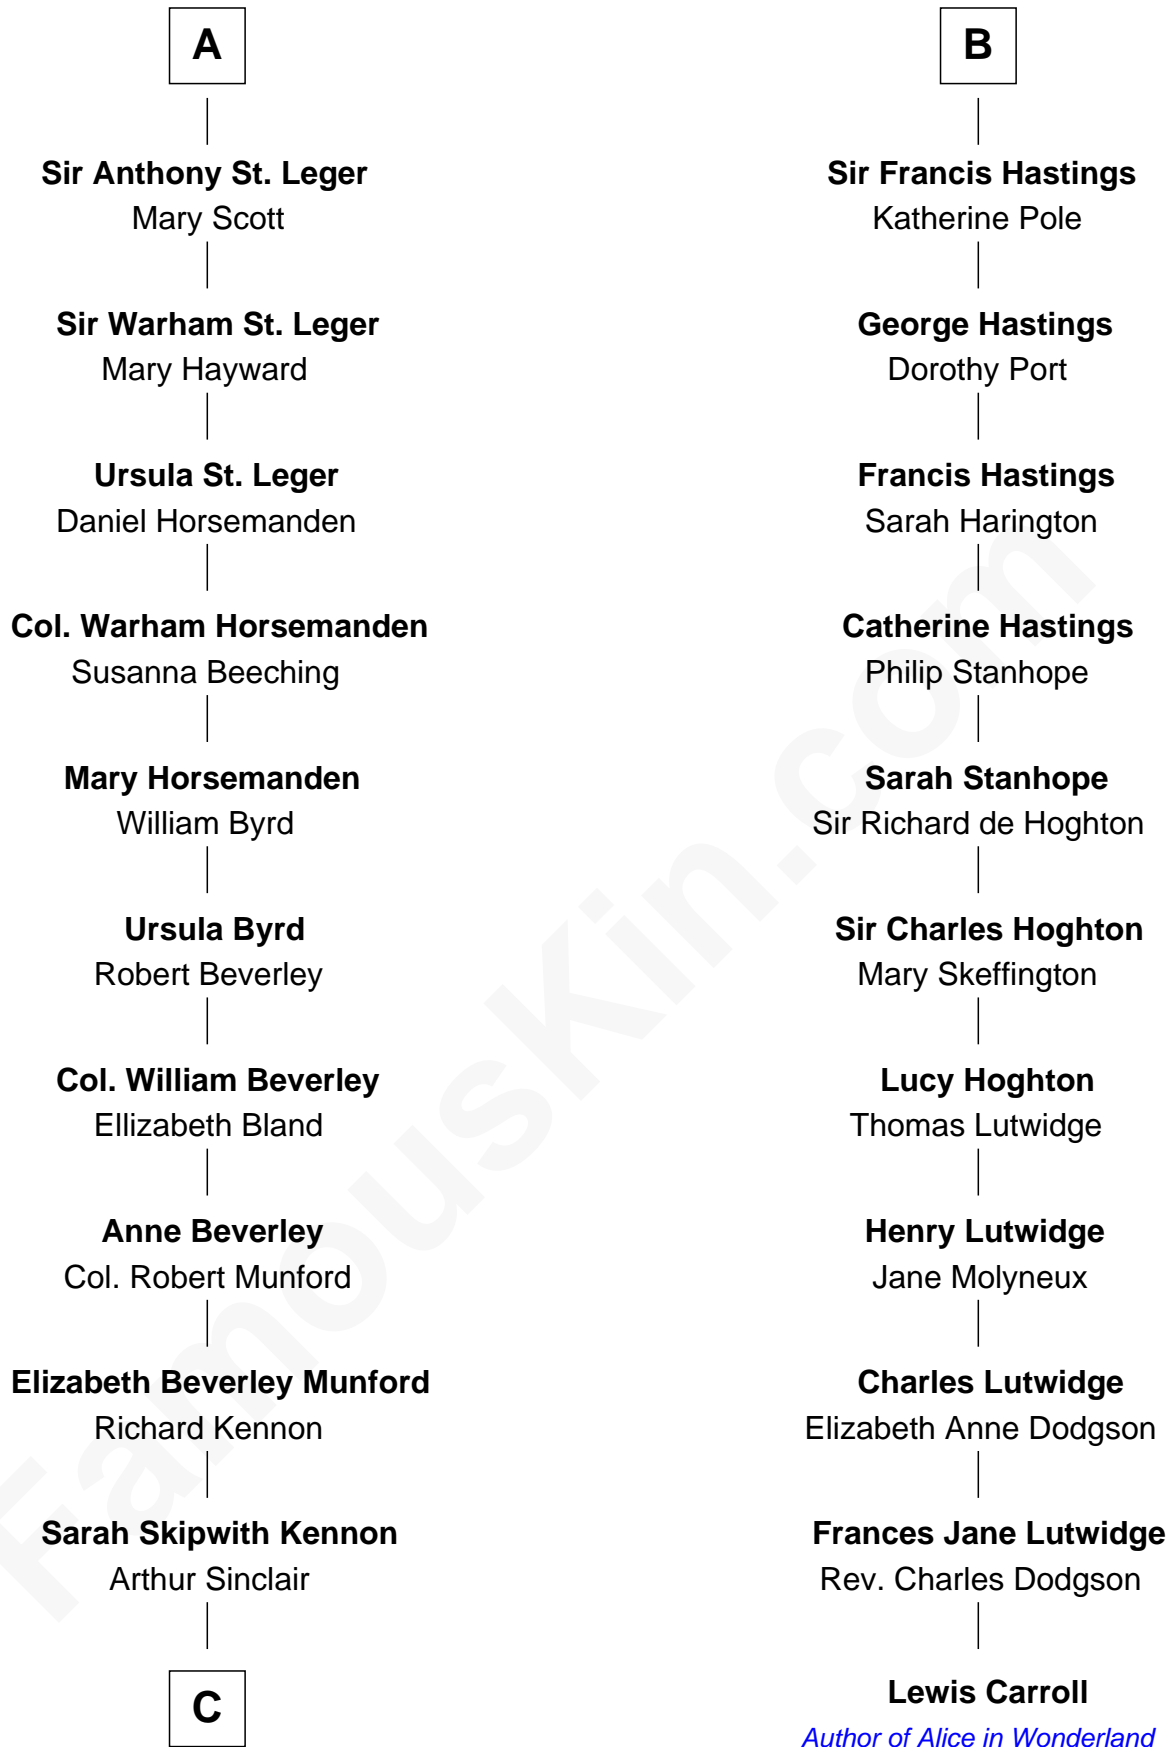 A
Sir Anthony St. Leger
Mary Scott
Sir Warham St. Leger
Mary Hayward
Ursula St. Leger
Daniel Horsemanden
Col. Warham Horsemanden
Susanna Beeching
Mary Horsemanden
William Byrd
Ursula Byrd
Robert Beverley
Col. William Beverley
Ellizabeth Bland
Anne Beverley
Col. Robert Munford
Elizabeth Beverley Munford
Richard Kennon
Sarah Skipwith Kennon
Arthur Sinclair
C
B
Sir Francis Hastings
Katherine Pole
George Hastings
Dorothy Port
Francis Hastings
Sarah Harington
Catherine Hastings
Philip Stanhope
Sarah Stanhope
Sir Richard de Hoghton
Sir Charles Hoghton
Mary Skeffington
Lucy Hoghton
Thomas Lutwidge
Henry Lutwidge
Jane Molyneux
Charles Lutwidge
Elizabeth Anne Dodgson
Frances Jane Lutwidge
Rev. Charles Dodgson
Lewis Carroll
Author of Alice in Wonderland
FamousKin.com